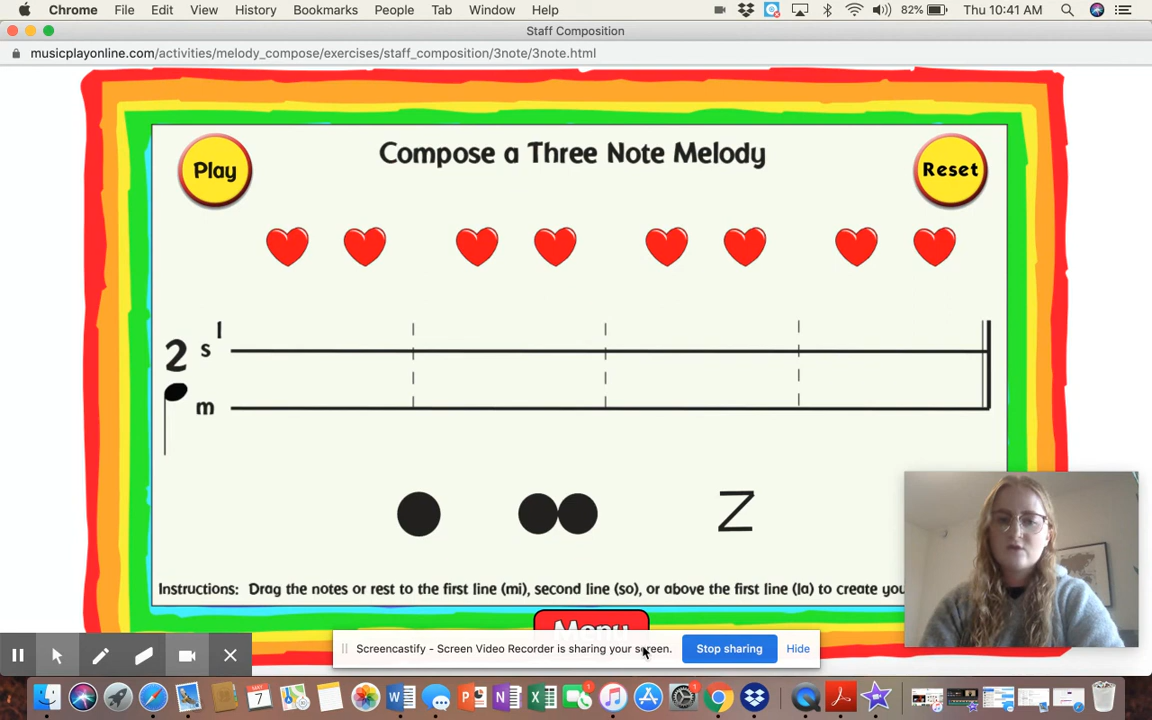 Chrome File Edit View History Bookmarks People Tab Window Help 82% Thu 10:41 AM
Staff Composition
musicplayonline.com/activities/melody_compose/exercises/staff_composition/3note/3note.html
Play Compose a Three Note Melody Reset
l
2 s
m
Z
Instructions: Drag the notes or rest to the first line (mi), second line (so), or above the first line (la) to create you
Menu
Screencastify - Screen Video Recorder is sharing your screen. Stop sharing Hide